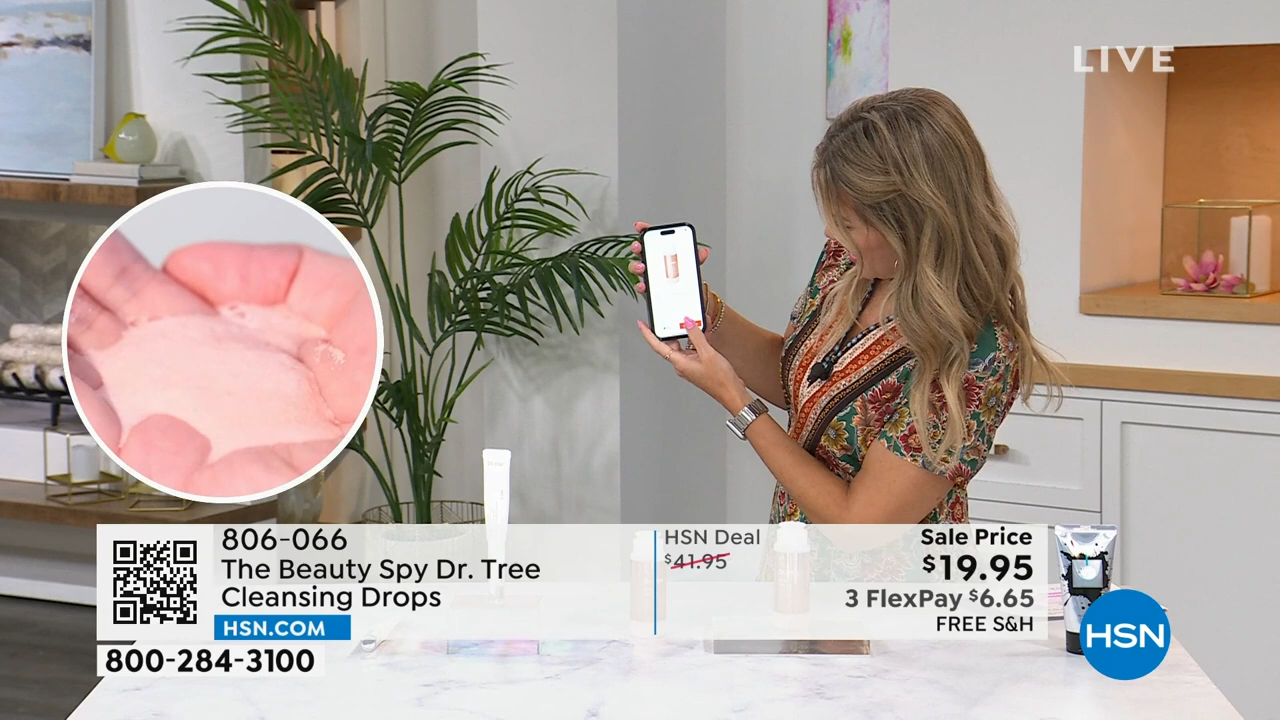 LIVE
806-066
The Beauty Spy Dr. Tree
Cleansing Drops
HSN.COM
800-284-3100
HSN Deal
$41.95
Sale Price
$19.95
3 FlexPay $6.65
FREE S&H
HSN